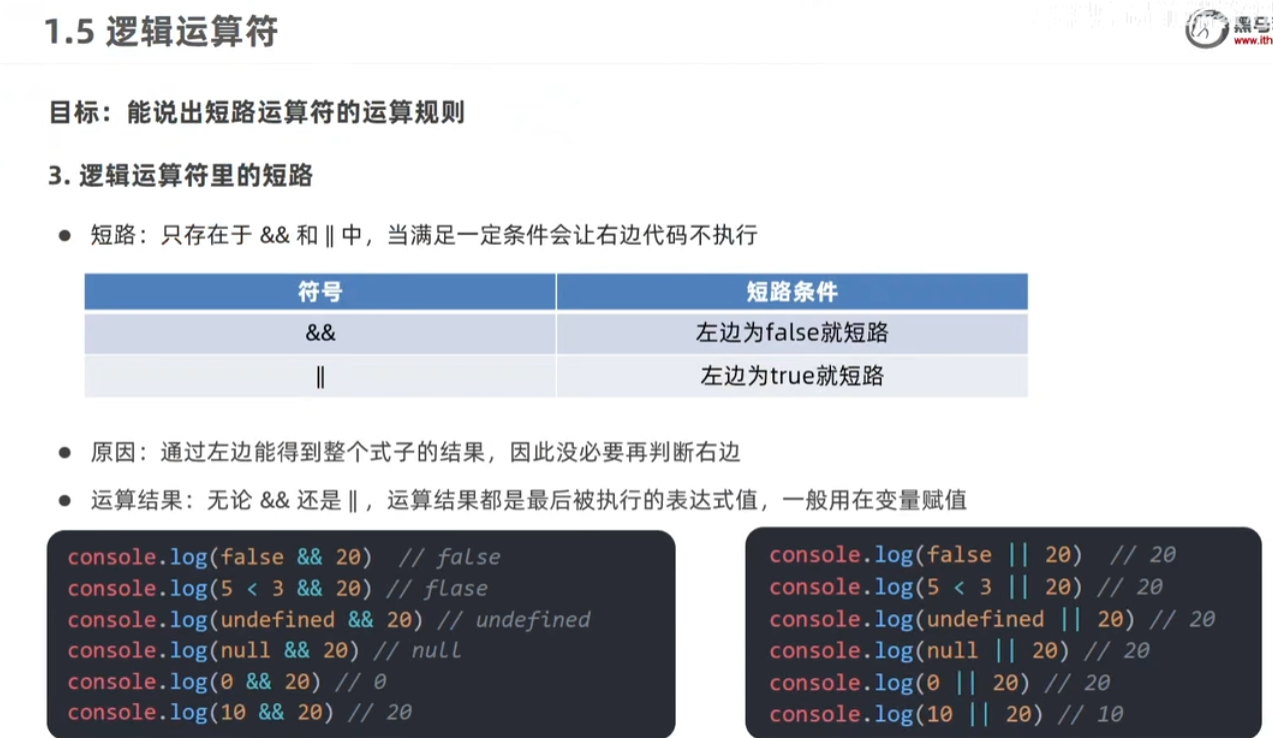 1.5 逻辑运算符
黑马
www.ith
目标：能说出短路运算符的运算规则
3. 逻辑运算符里的短路
● 短路：只存在于 && 和 || 中，当满足一定条件会让右边代码不执行
符号 短路条件
&& 左边为false就短路
|| 左边为true就短路
● 原因：通过左边能得到整个式子的结果，因此没必要再判断右边
● 运算结果：无论 && 还是 || ，运算结果都是最后被执行的表达式值，一般用在变量赋值
console.log(false && 20)  // false
console.log(5 < 3 && 20) // flase
console.log(undefined && 20) // undefined
console.log(null && 20) // null
console.log(0 && 20) // 0
console.log(10 && 20) // 20
console.log(false || 20)  // 20
console.log(5 < 3 || 20) // 20
console.log(undefined || 20) // 20
console.log(null || 20) // 20
console.log(0 || 20) // 20
console.log(10 || 20) // 10